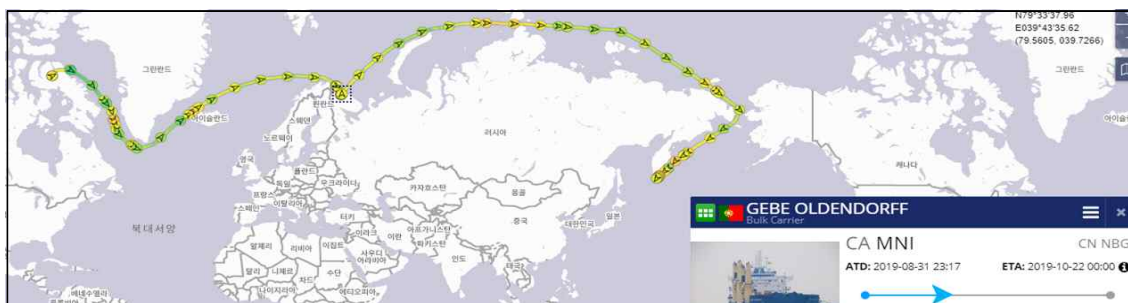 N79°33'37.96
E039°43'35.62
(79.5605, 039.7266)
그린란드
그린란드
아이슬란드
핀란드
스웨덴
노르웨이
러시아
캐나다
영국
폴란드
독일
우크라이나
프랑스
이탈리아
스페인
카자흐스탄
몽골
북대서양
터키
중국
대한민국
일본
이라크
이란
아프가니스탄
파키스탄
알제리
리비아
이집트
사우디
아라비아
인도
말리
니제르
수단
차드
태국
나이지리아
에티오피아
GEBE OLDENDORFF
Bulk Carrier
CA MNI
CN NBG
ATD: 2019-08-31 23:17
ETA: 2019-10-22 00:00